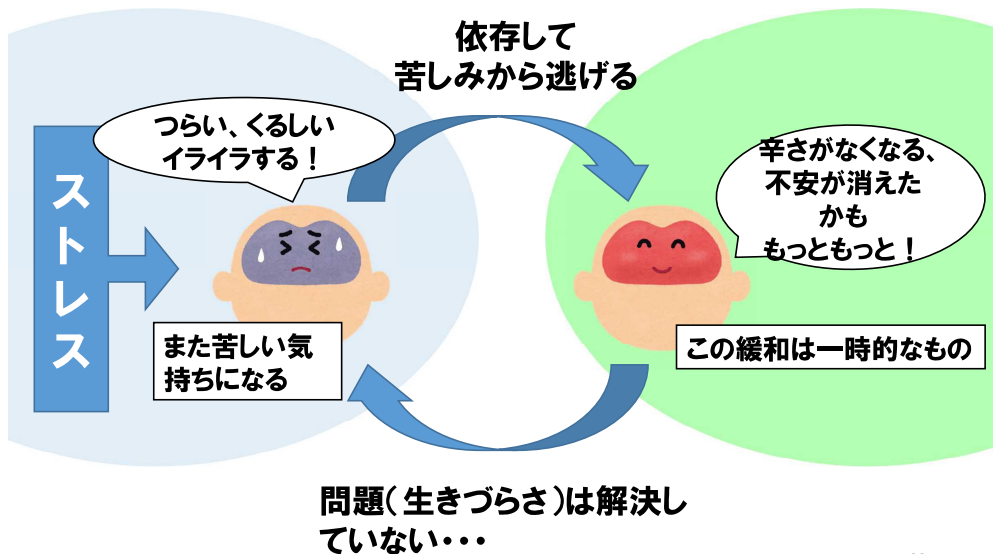 依存して
苦しみから逃げる
つらい、くるしい
イライラする！
ストレス
辛さがなくなる、
不安が消えた
かも
もっともっと！
また苦しい気
持ちになる
この緩和は一時的なもの
問題（生きづらさ）は解決し
ていない・・・